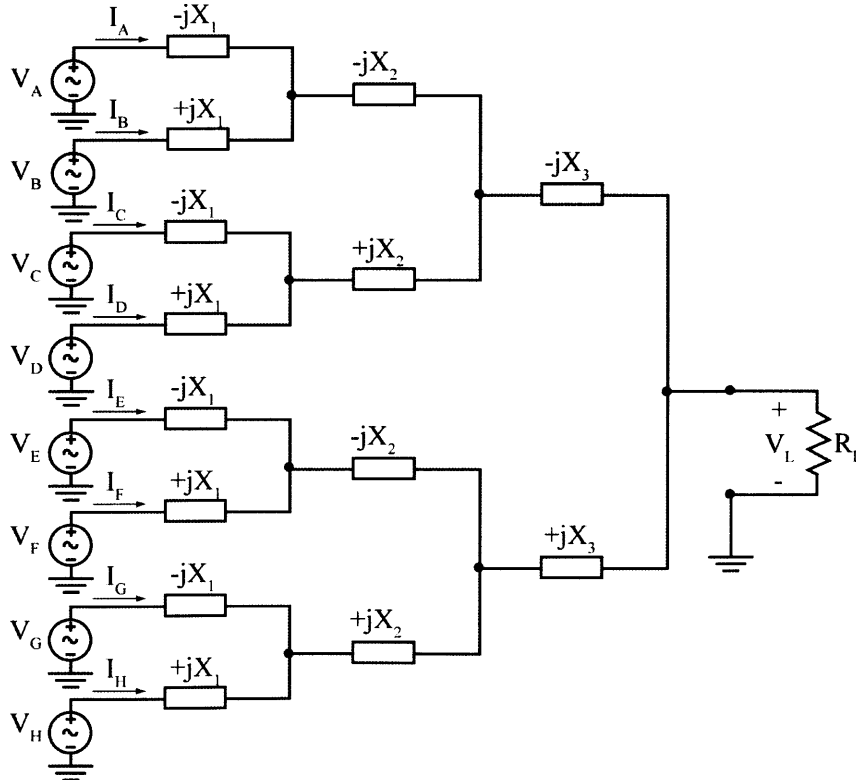 I_A
-jX_1
V_A
-jX_2
I_B
+jX_1
V_B
-jX_3
I_C
-jX_1
V_C
+jX_2
I_D
+jX_1
V_D
I_E
-jX_1
V_E
-jX_2
+
V_L
-
I_F
+jX_1
V_F
+jX_3
I_G
-jX_1
V_G
+jX_2
I_H
+jX_1
V_H